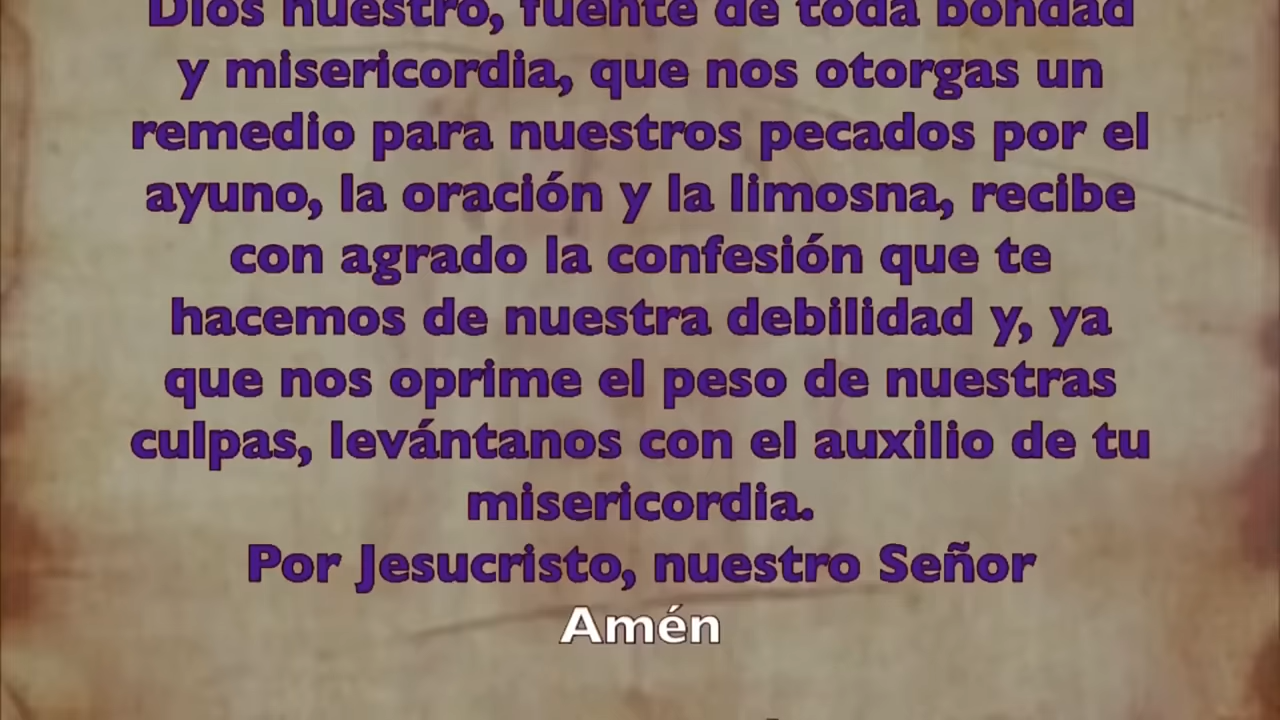 Dios nuestro, fuente de toda bondad
y misericordia, que nos otorgas un
remedio para nuestros pecados por el
ayuno, la oración y la limosna, recibe
con agrado la confesión que te
hacemos de nuestra debilidad y, ya
que nos oprime el peso de nuestras
culpas, levántanos con el auxilio de tu
misericordia.
Por Jesucristo, nuestro Señor
Amén